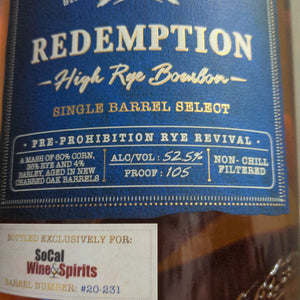 REDEMPTION
High Rye Bourbon
SINGLE BARREL SELECT
• PRE-PROHIBITION RYE REVIVAL •
A MASH OF 60% CORN,
36% RYE AND 4%
BARLEY, AGED IN NEW
CHARRED OAK BARRELS
ALC/VOL: 52.5%
PROOF: 105
NON-CHILL
FILTERED
BOTTLED EXCLUSIVELY FOR:
SoCal
Wine&Spirits
BARREL NUMBER: #20-231